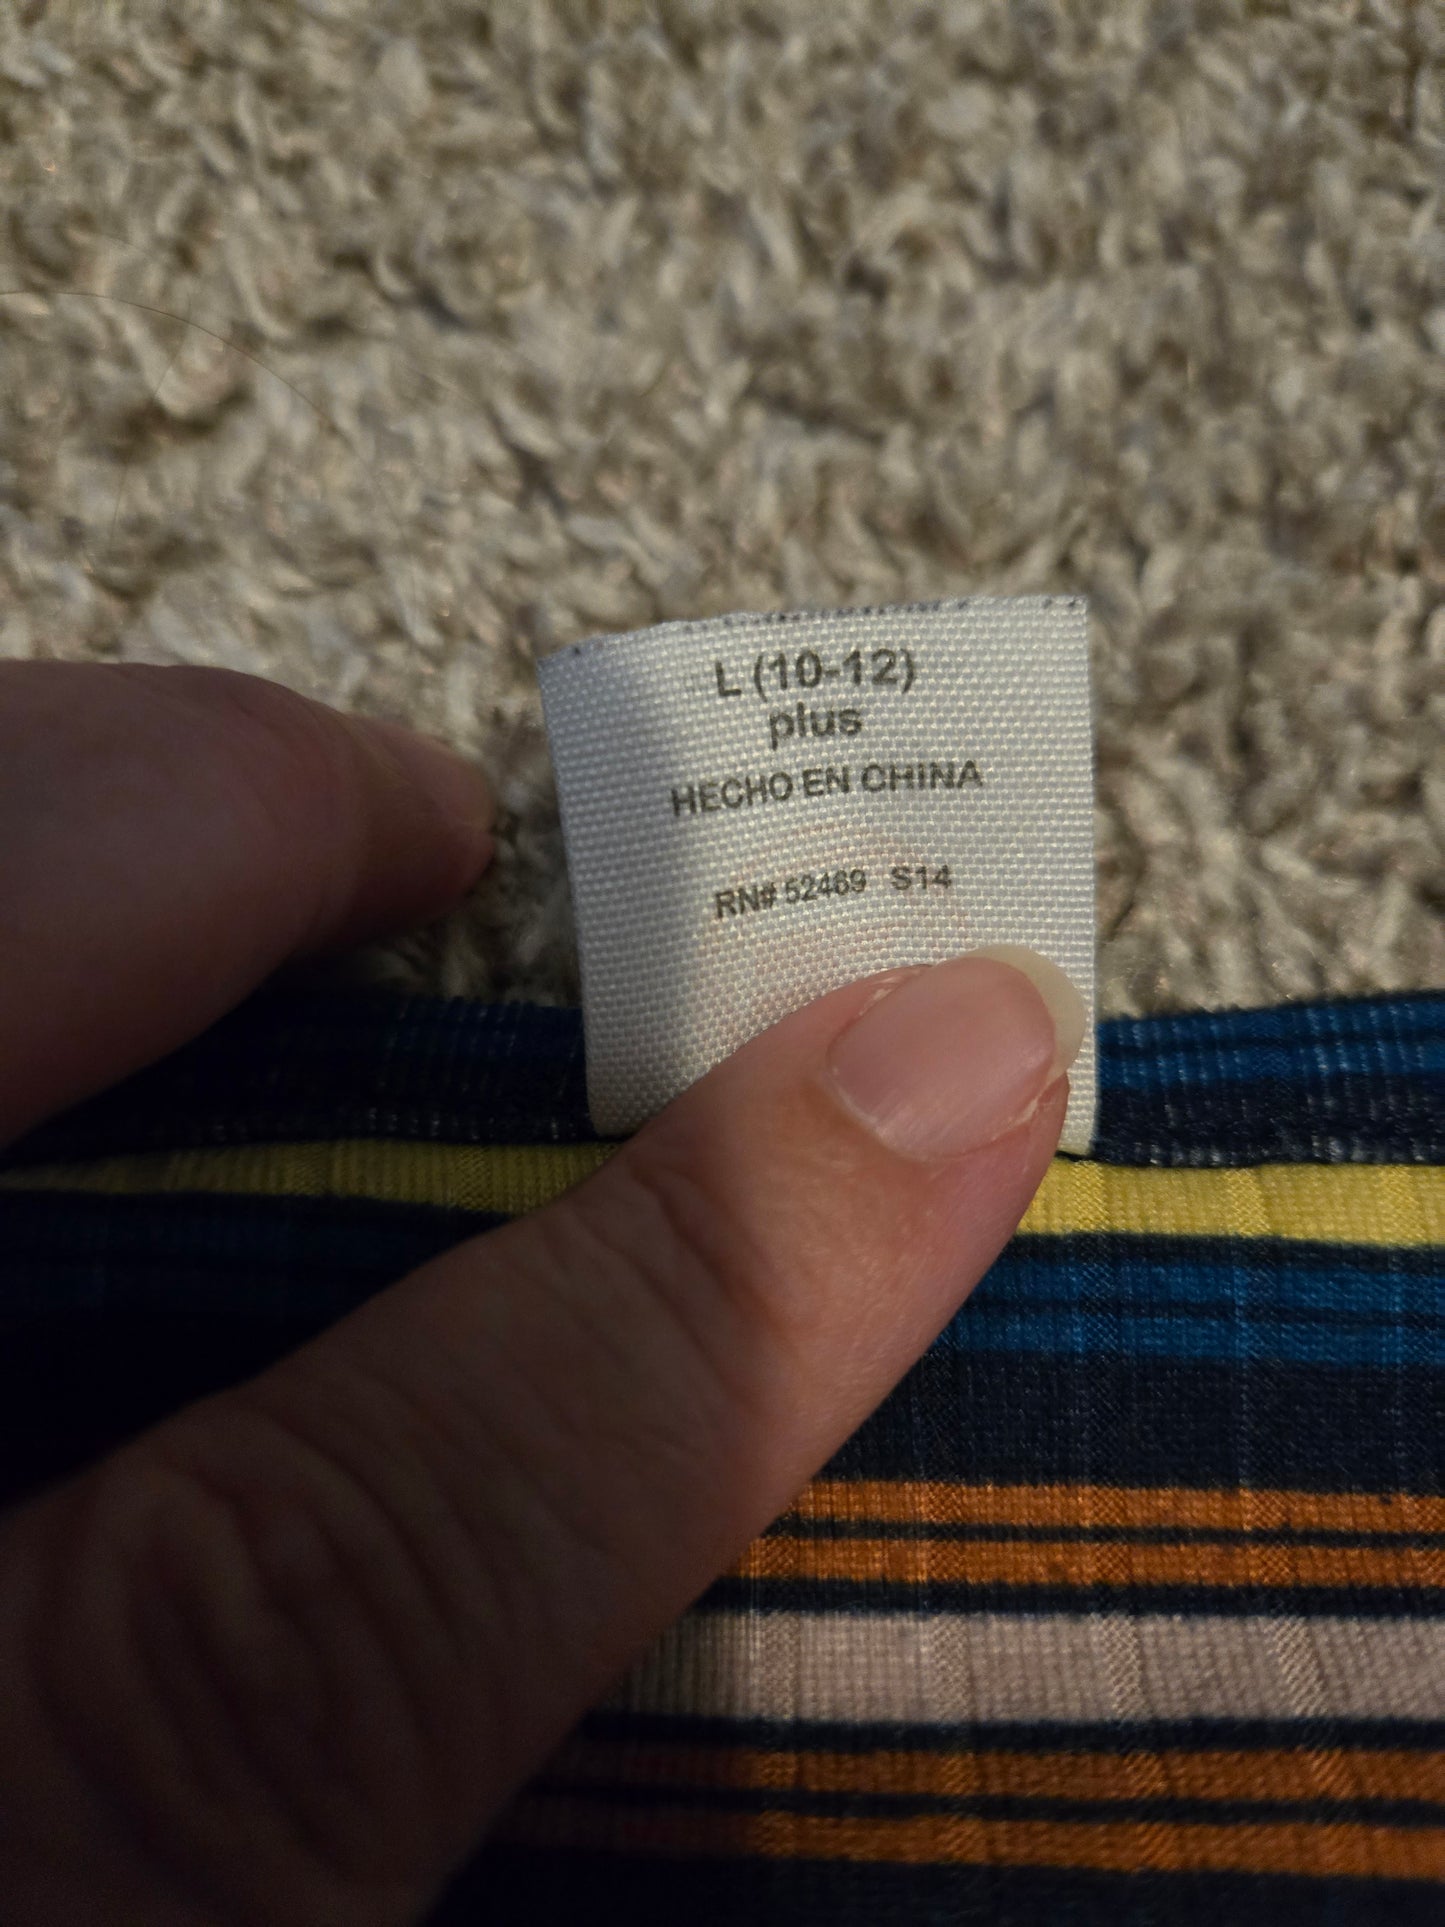 L (10-12)
plus
HECHO EN CHINA
RN# 52469 S14